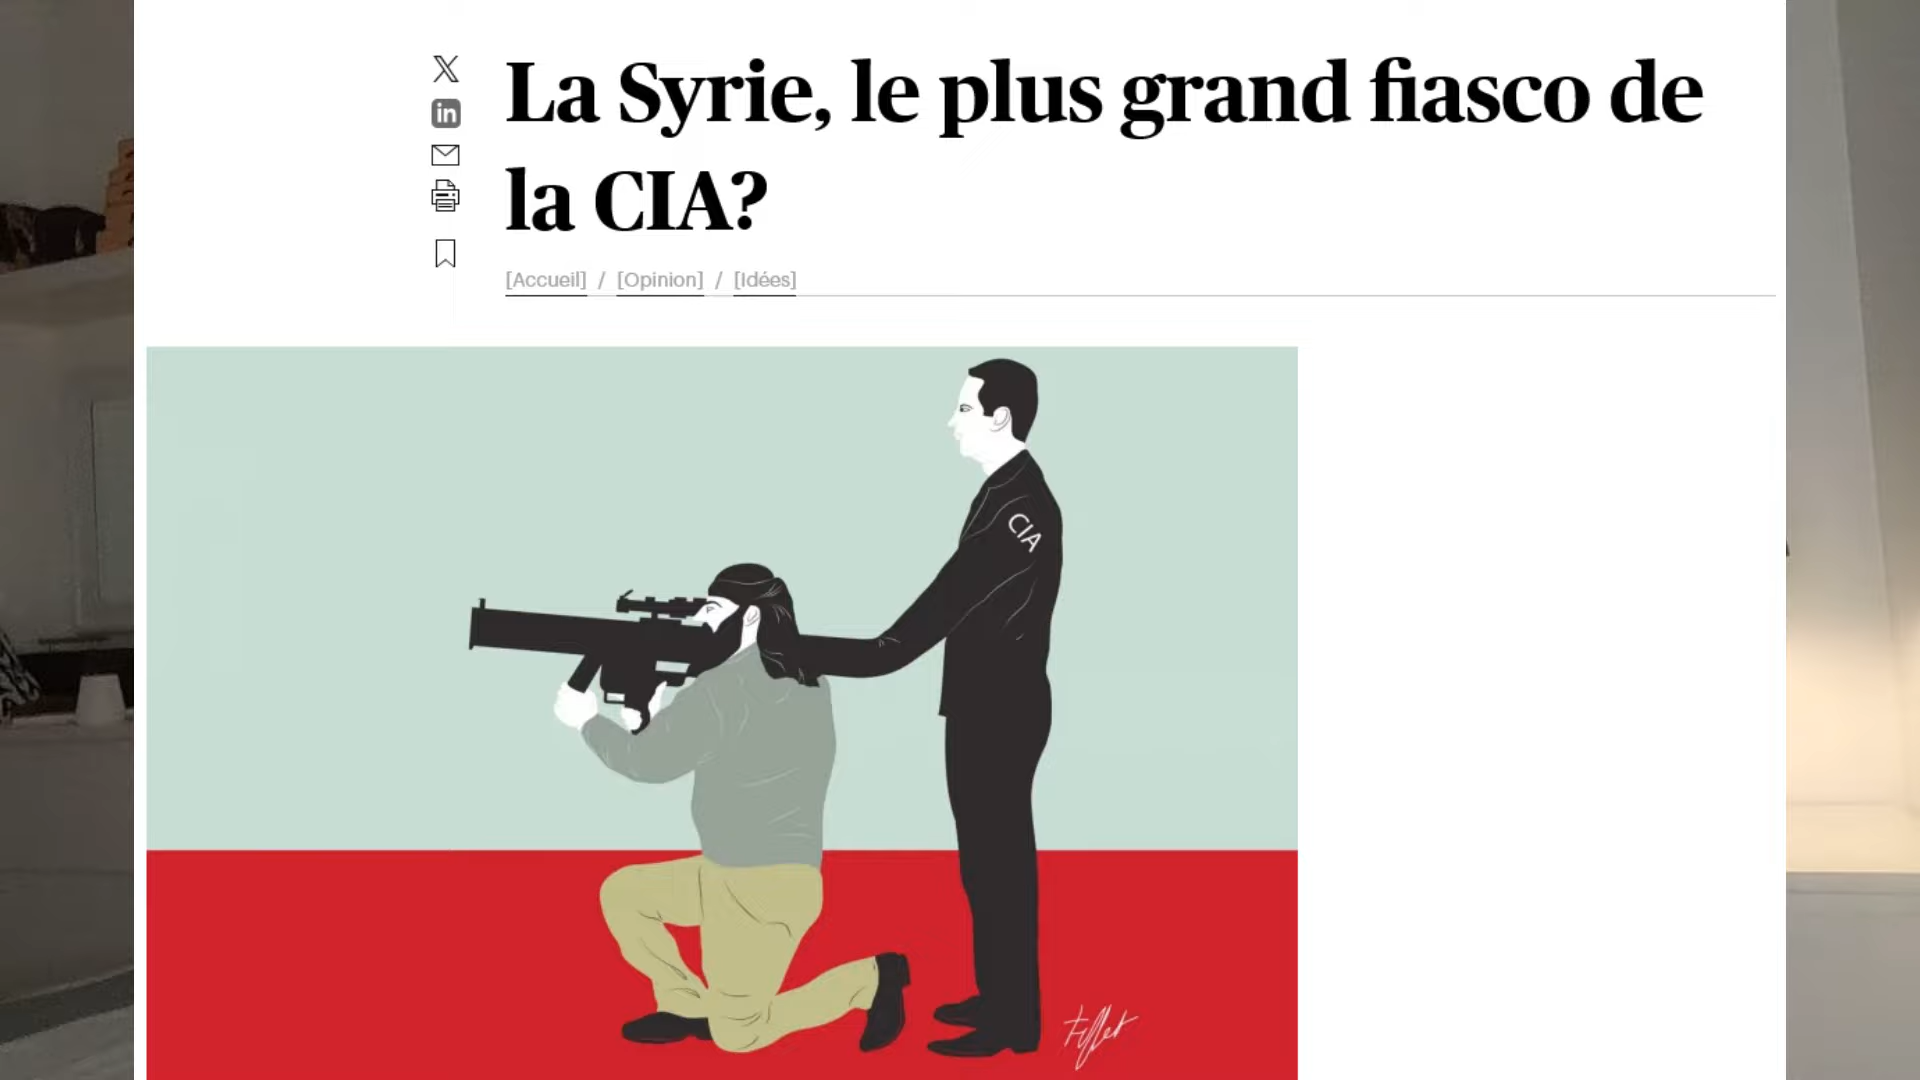 La Syrie, le plus grand fiasco de
la CIA?
[Accueil] / [Opinion] / [Idées]
CIA